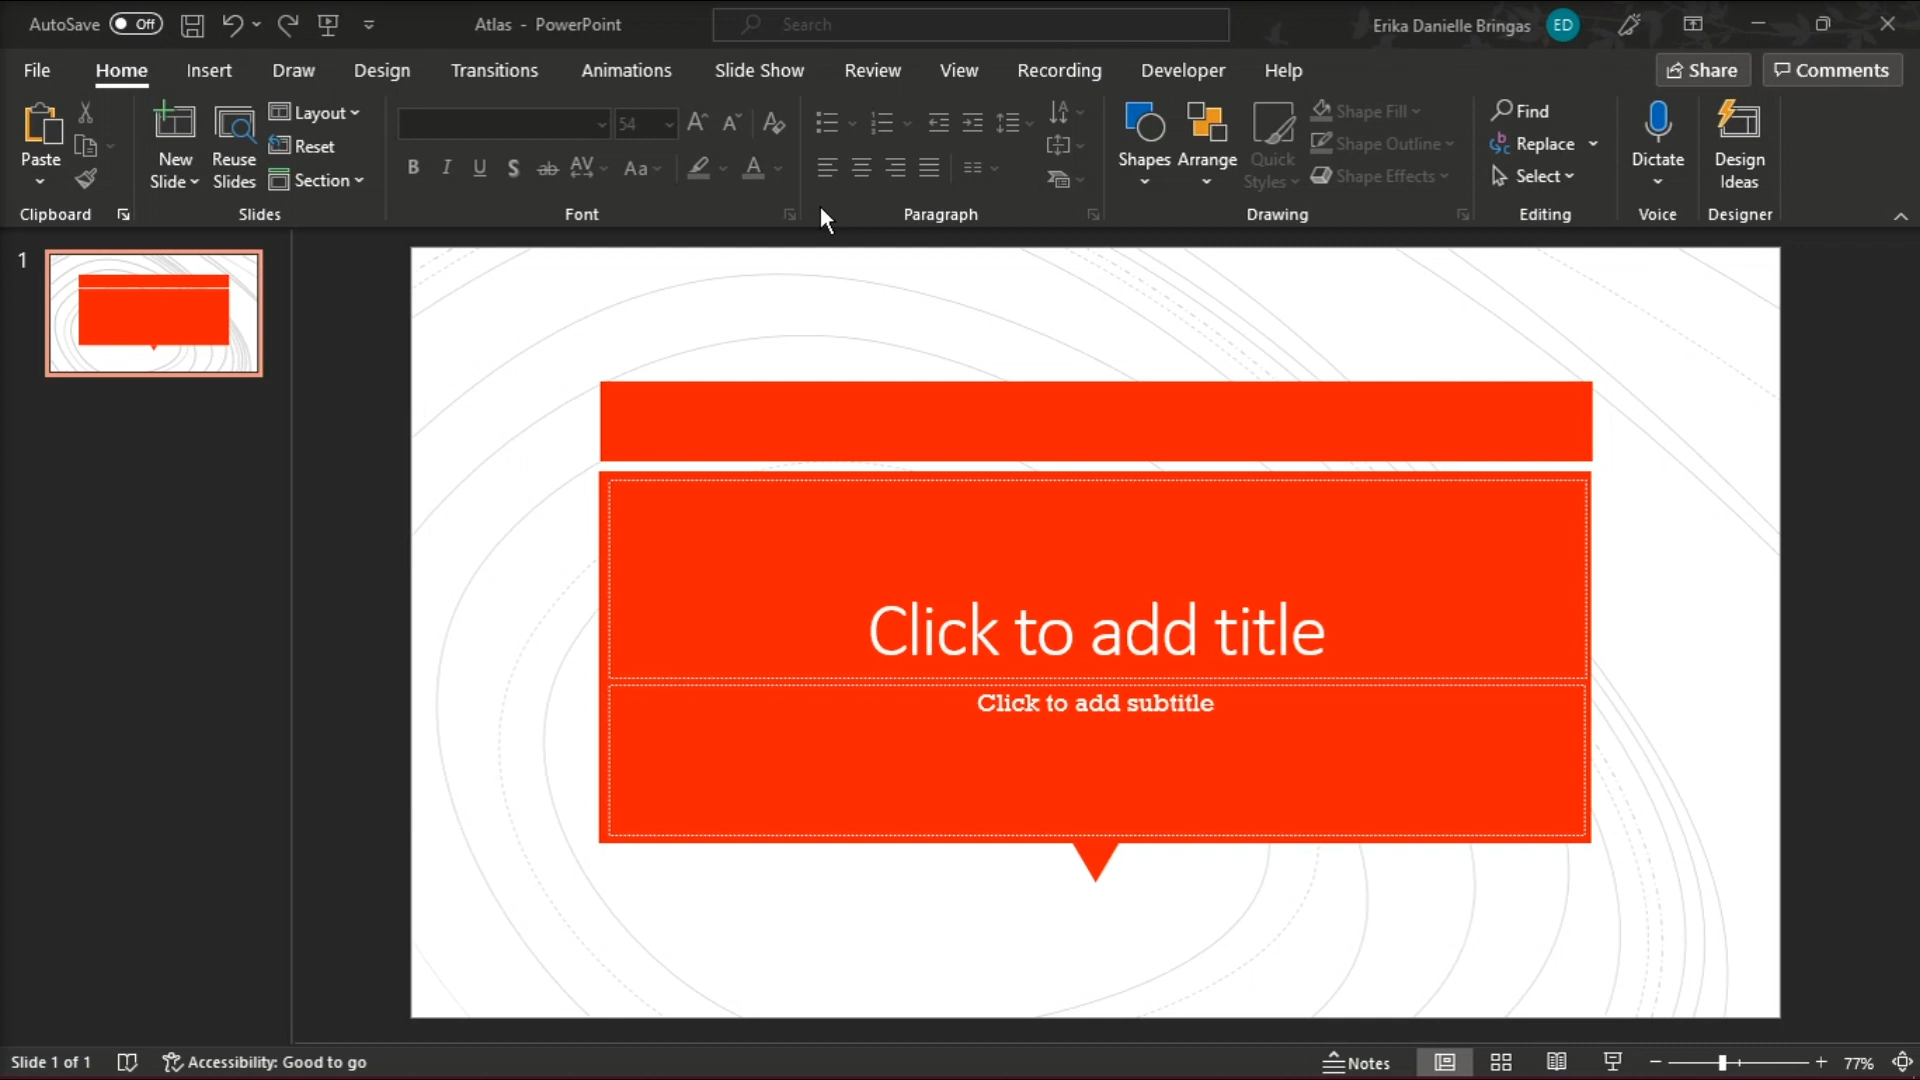 AutoSave Off Atlas - PowerPoint Search Erika Danielle Bringas ED
File Home Insert Draw Design Transitions Animations Slide Show Review View Recording Developer Help Share Comments
Paste
Clipboard
New Slide
Reuse Slides
Layout
Reset
Section
Slides
54
B I U S ab AV Aa A
Font
Paragraph
Shapes
Arrange
Quick Styles
Shape Fill
Shape Outline
Shape Effects
Drawing
Find
Replace
Select
Editing
Dictate
Voice
Design Ideas
Designer
1
Click to add title
Click to add subtitle
Slide 1 of 1 Accessibility: Good to go Notes 77%